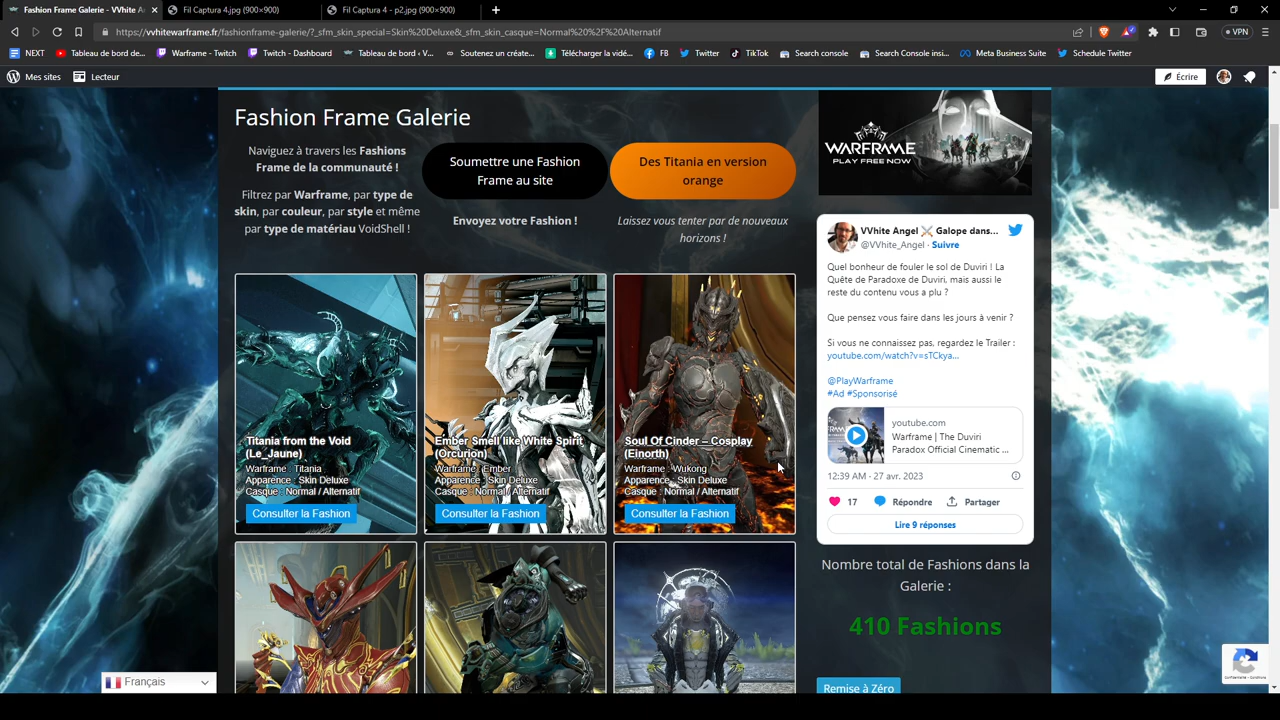 Fashion Frame Galerie - VVhite A
Fil Captura 4.jpg (900×900)
Fil Captura 4 - p2.jpg (900×900)
https://vvhitewarframe.fr/fashionframe-galerie/?_sfm_skin_special=Skin%20Deluxe&_sfm_skin_casque=Normal%20%2F%20Alternatif
VPN
NEXT
Tableau de bord de...
Warframe - Twitch
Twitch - Dashboard
Tableau de bord ‹ V...
Soutenez un créate...
Télécharger la vidé...
FB
Twitter
TikTok
Search console
Search Console insi...
Meta Business Suite
Schedule Twitter
Mes sites
Lecteur
Écrire
Fashion Frame Galerie
Naviguez à travers les Fashions
Frame de la communauté !
Filtrez par Warframe, par type de
skin, par couleur, par style et même
par type de matériau VoidShell !
Soumettre une Fashion
Frame au site
Envoyez votre Fashion !
Des Titania en version
orange
Laissez vous tenter par de nouveaux
horizons !
Titania from the Void
(Le_Jaune)
Warframe : Titania
Apparence : Skin Deluxe
Casque : Normal / Alternatif
Consulter la Fashion
Ember Smell like White Spirit
(Orcurion)
Warframe : Ember
Apparence : Skin Deluxe
Casque : Normal / Alternatif
Consulter la Fashion
Soul Of Cinder – Cosplay
(Einorth)
Warframe : Wukong
Apparence : Skin Deluxe
Casque : Normal / Alternatif
Consulter la Fashion
WARFRAME
PLAY FREE NOW
VVhite Angel ⚔️ Galope dans...
@VVhite_Angel · Suivre
Quel bonheur de fouler le sol de Duviri ! La
Quête de Paradoxe de Duviri, mais aussi le
reste du contenu vous a plu ?
Que pensez vous faire dans les jours à venir ?
Si vous ne connaissez pas, regardez le Trailer :
youtube.com/watch?v=sTCkya...
@PlayWarframe
#Ad #Sponsorisé
youtube.com
Warframe | The Duviri
Paradox Official Cinematic ...
12:39 AM · 27 avr. 2023
17
Répondre
Partager
Lire 9 réponses
Nombre total de Fashions dans la
Galerie :
410 Fashions
Remise à Zéro
Français